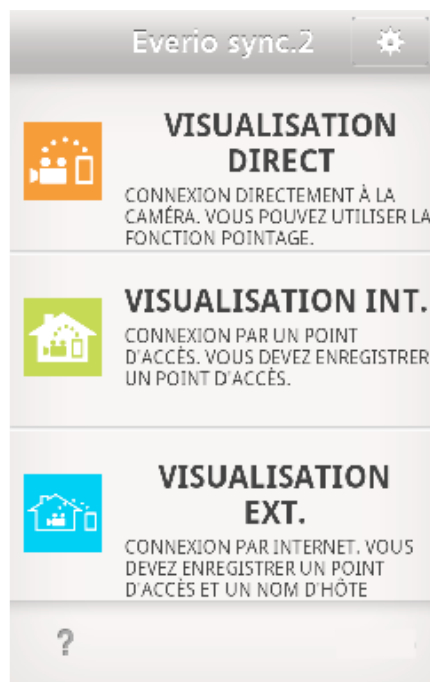 Everio sync.2
VISUALISATION
DIRECT
CONNEXION DIRECTEMENT À LA
CAMÉRA. VOUS POUVEZ UTILISER LA
FONCTION POINTAGE.
VISUALISATION INT.
CONNEXION PAR UN POINT
D'ACCÈS. VOUS DEVEZ ENREGISTRER
UN POINT D'ACCÈS.
VISUALISATION
EXT.
CONNEXION PAR INTERNET. VOUS
DEVEZ ENREGISTRER UN POINT
D'ACCÈS ET UN NOM D'HÔTE
?